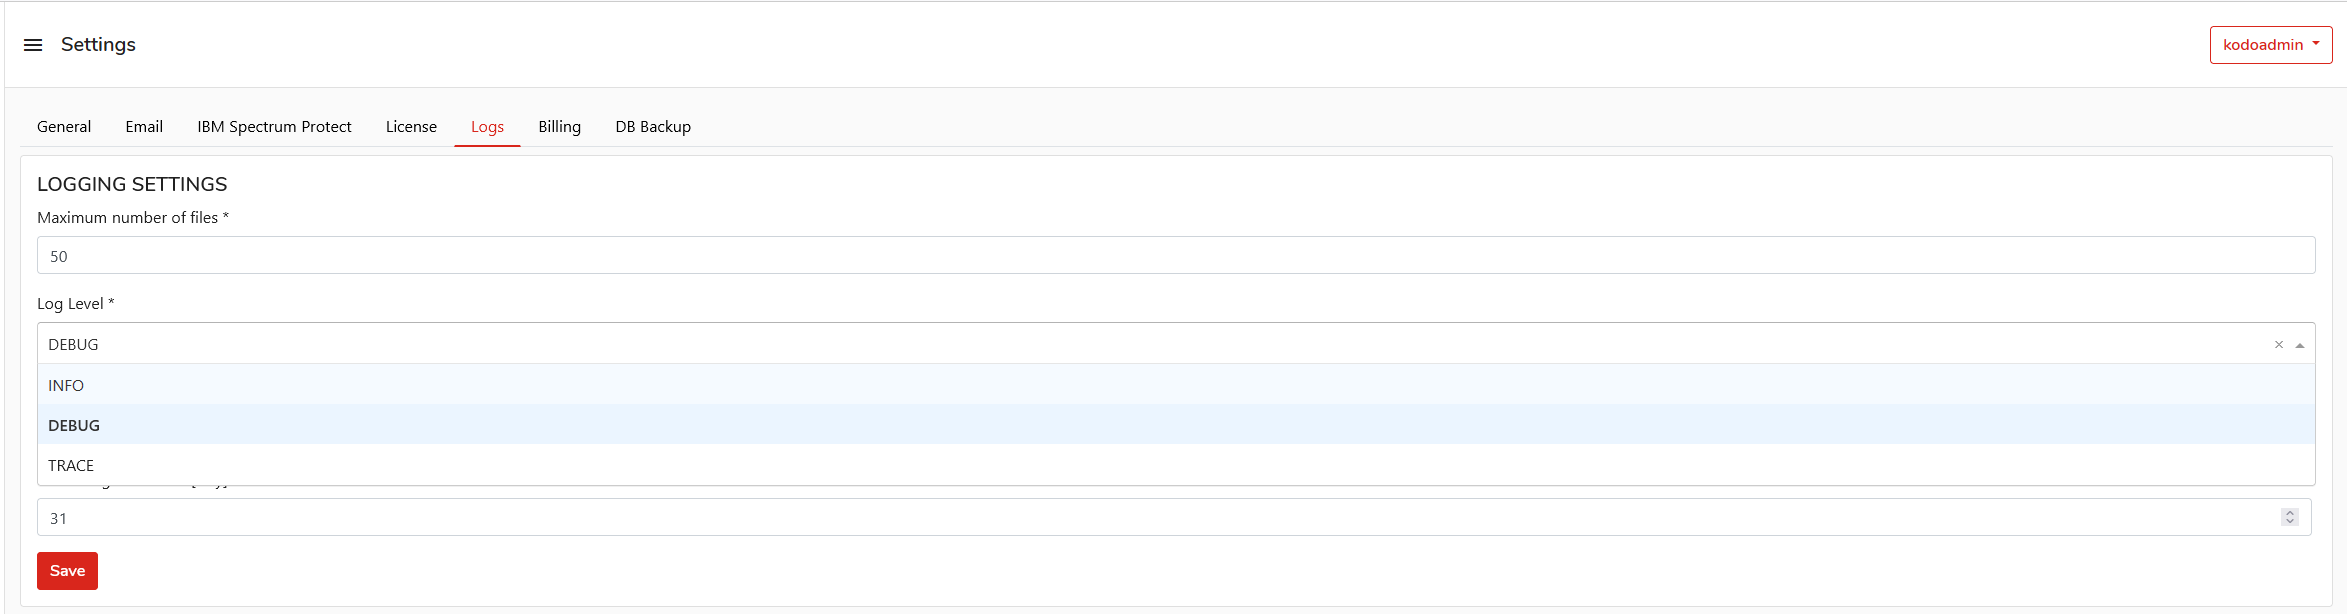 Settings
kodoadmin
General Email IBM Spectrum Protect License Logs Billing DB Backup
LOGGING SETTINGS
Maximum number of files *
50
Log Level *
DEBUG
INFO
DEBUG
TRACE
31
Save